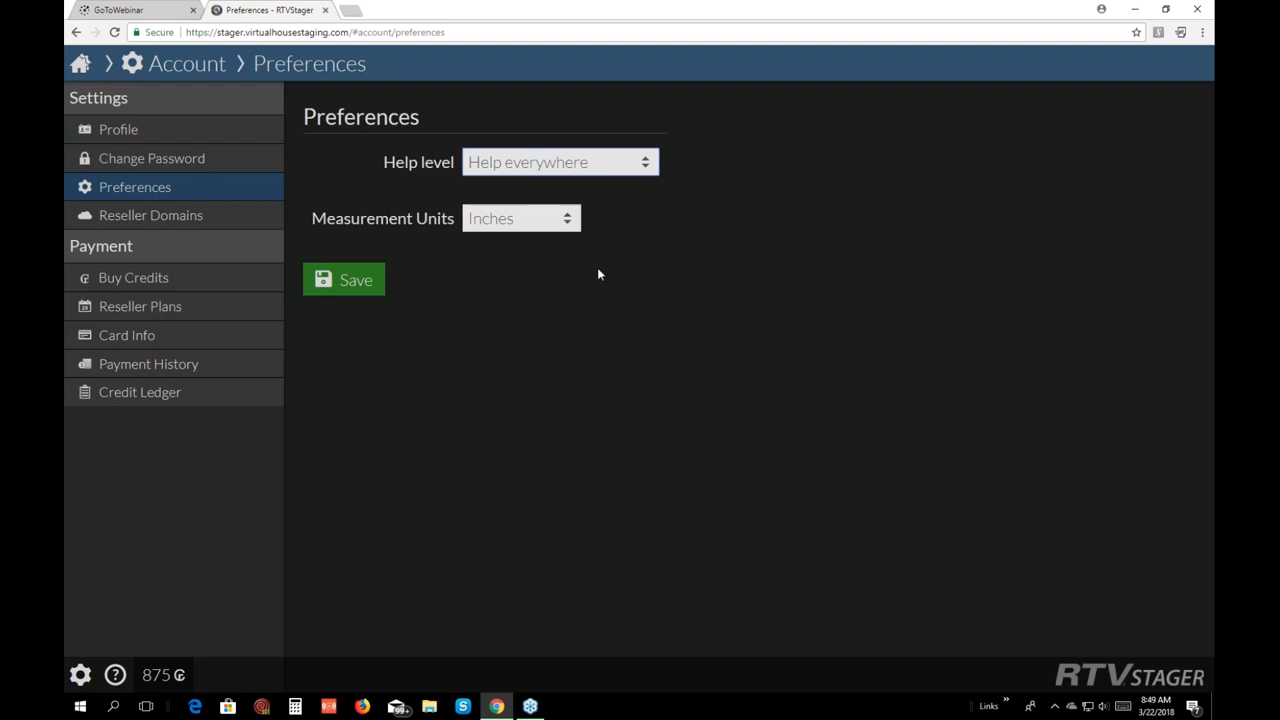 GoToWebinar
Preferences - RTVStager
Secure
https://stager.virtualhousestaging.com/#account/preferences
Account
Preferences
Settings
Profile
Change Password
Preferences
Reseller Domains
Payment
Buy Credits
Reseller Plans
Card Info
Payment History
Credit Ledger
Preferences
Help level Help everywhere
Measurement Units Inches
Save
875
RTVSTAGER
99+
Links
8:49 AM
3/22/2018